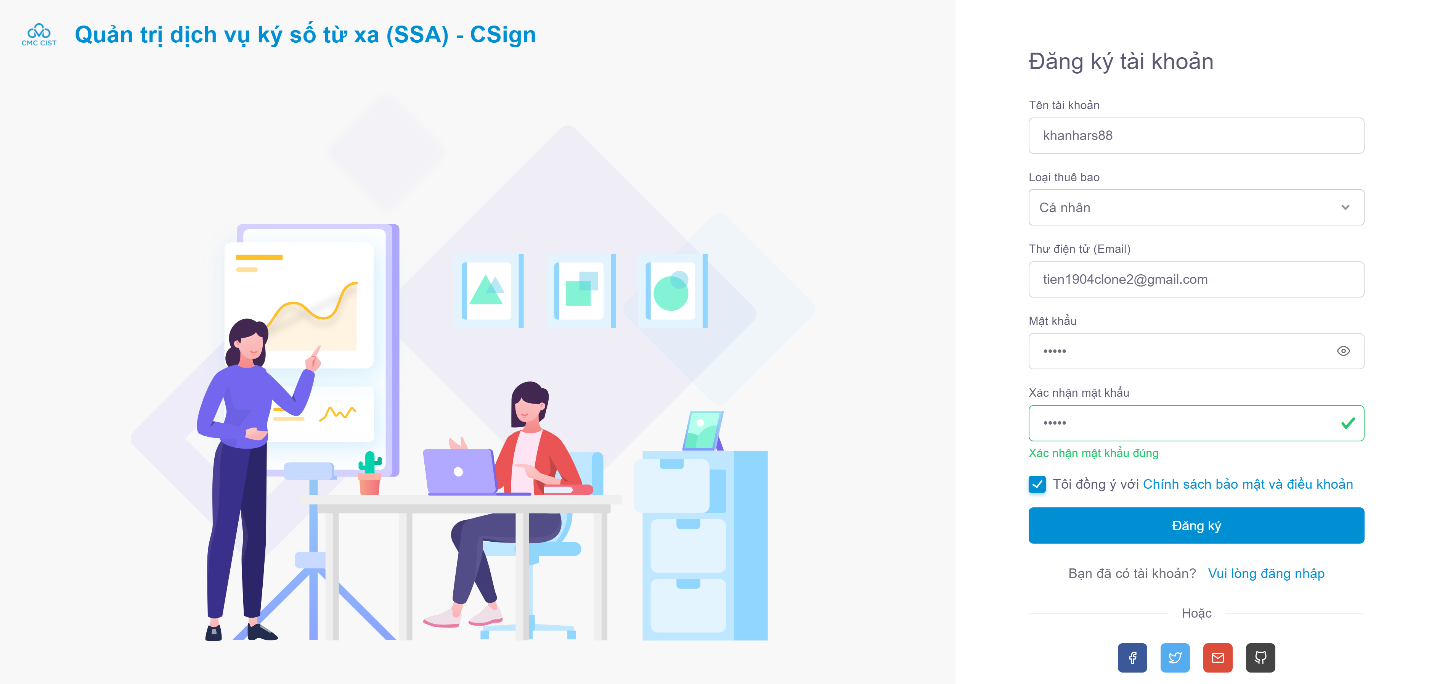 CMC CIST
Quản trị dịch vụ ký số từ xa (SSA) - CSign
Đăng ký tài khoản
Tên tài khoản
khanhars88
Loại thuê bao
Cá nhân
Thư điện tử (Email)
tien1904clone2@gmail.com
Mật khẩu
•••••
Xác nhận mật khẩu
•••••
Xác nhận mật khẩu đúng
Tôi đồng ý với Chính sách bảo mật và điều khoản
Đăng ký
Bạn đã có tài khoản? Vui lòng đăng nhập
Hoặc